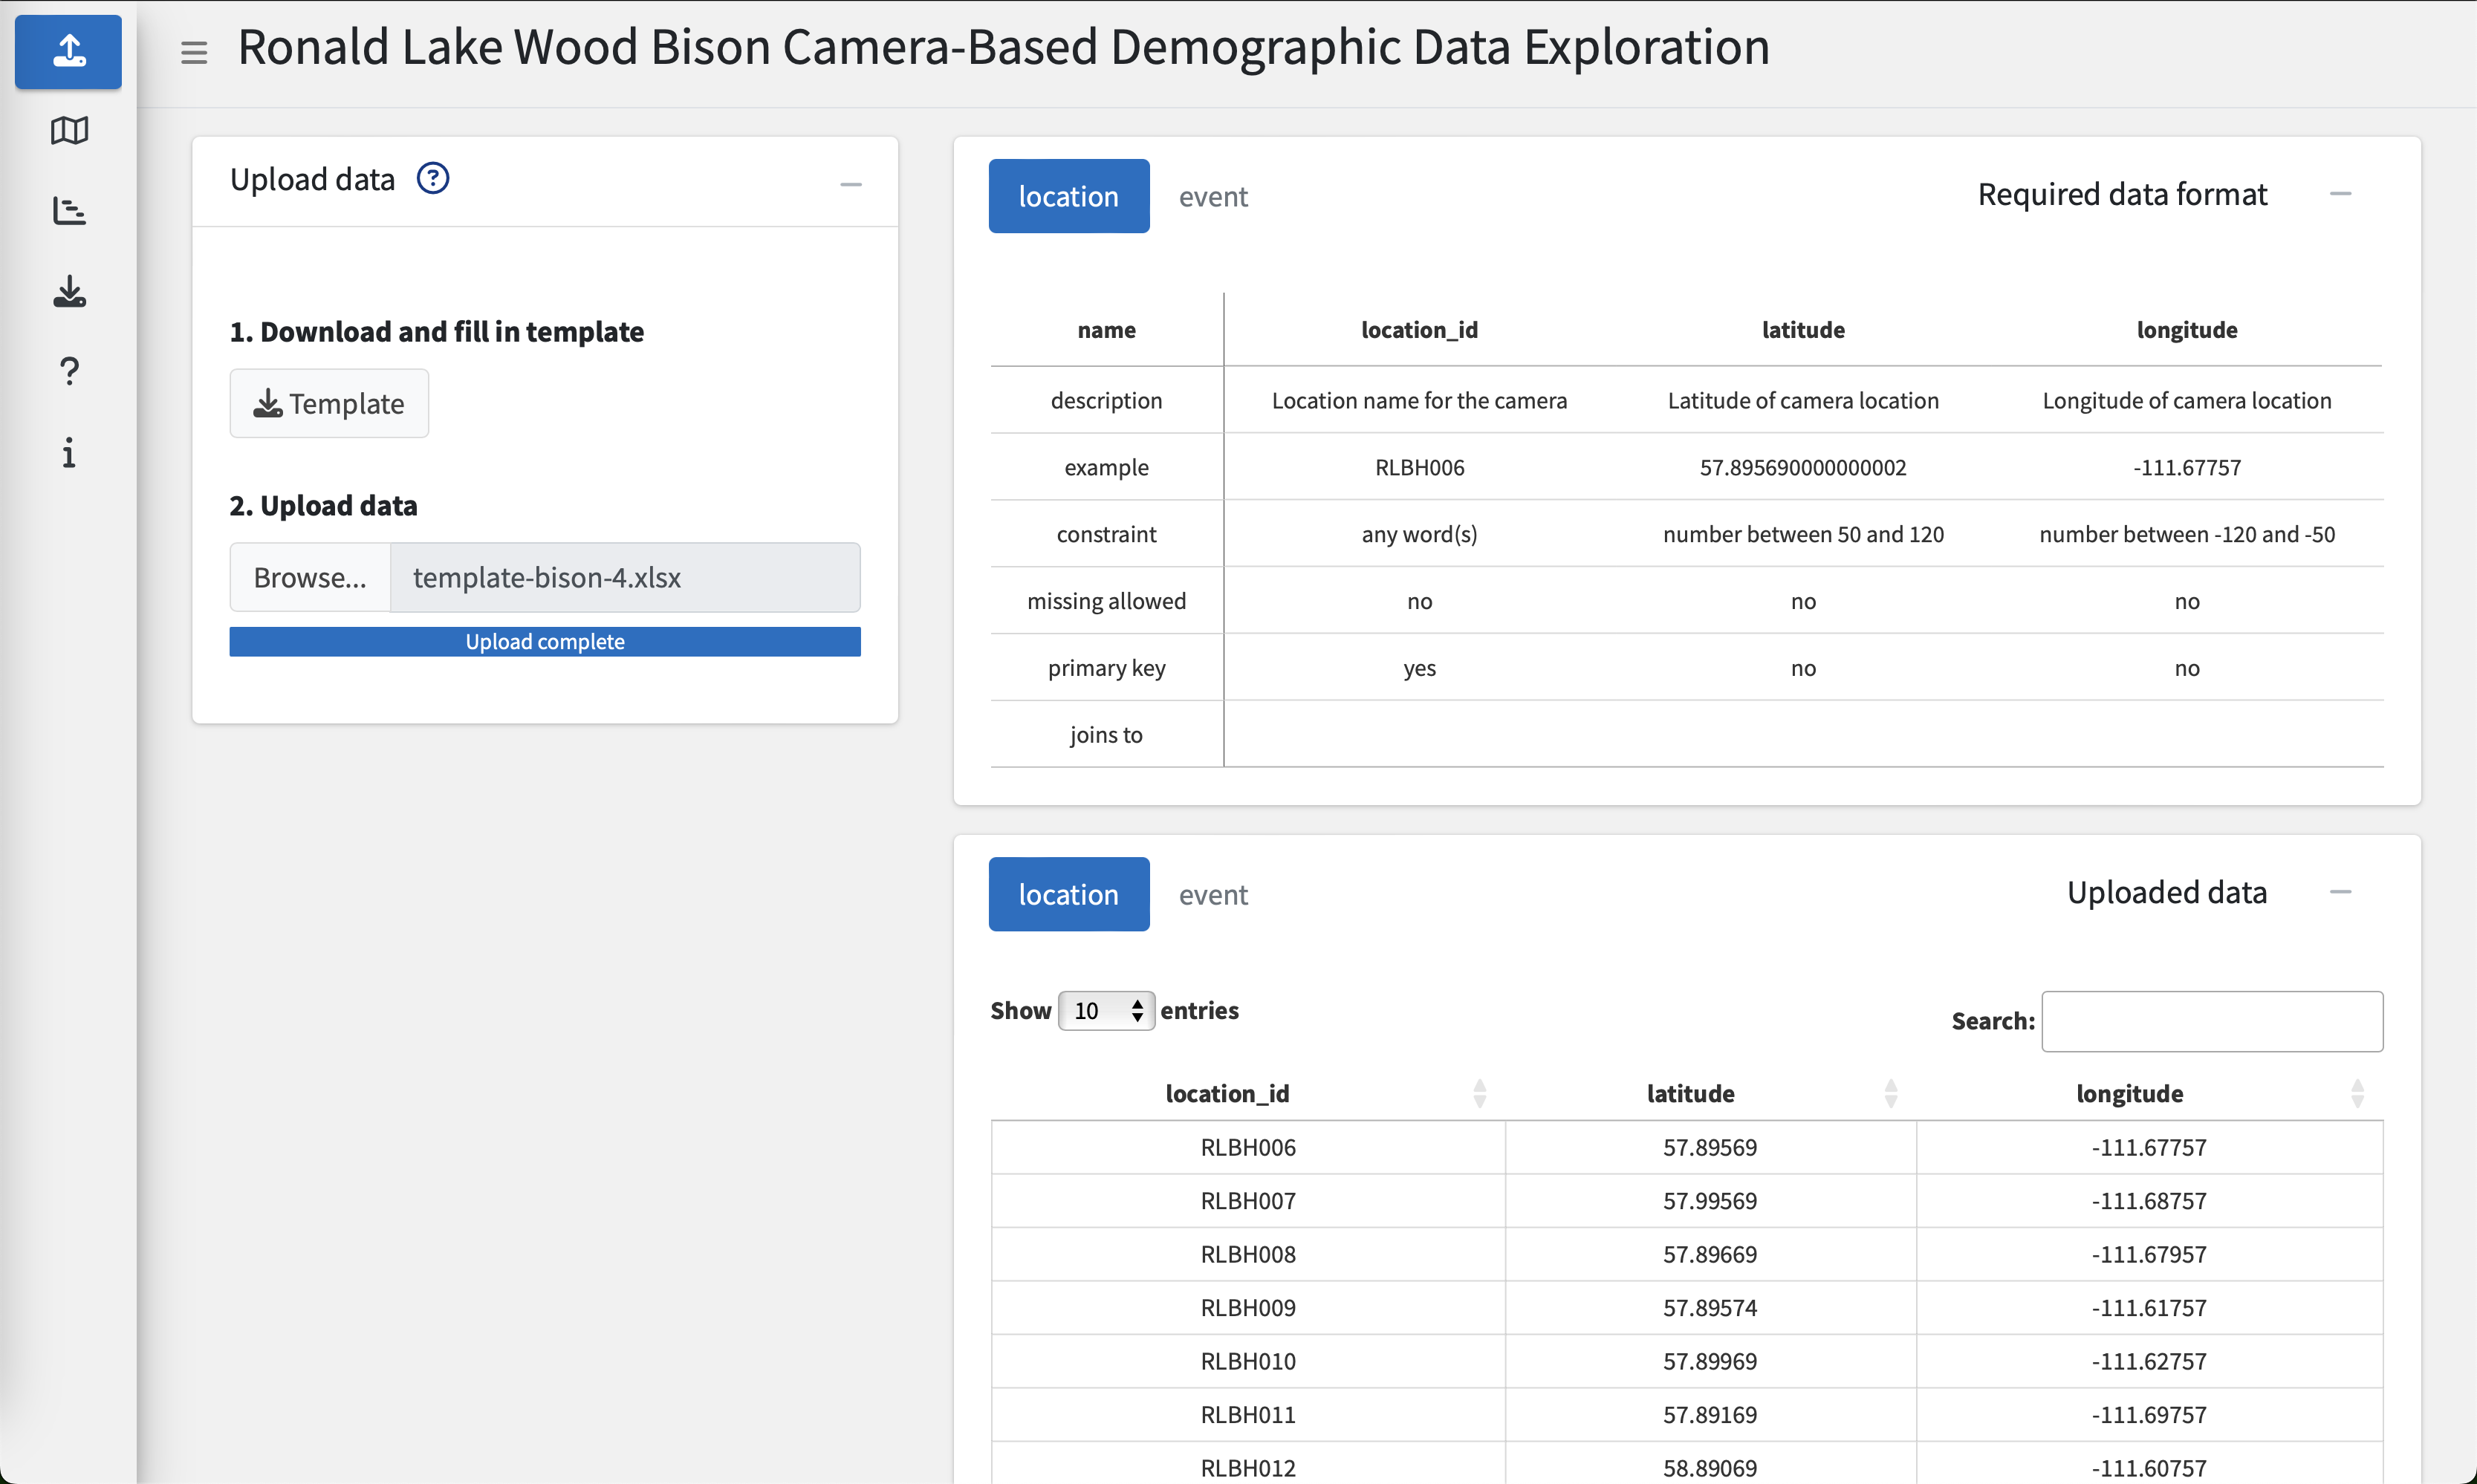 Ronald Lake Wood Bison Camera-Based Demographic Data Exploration
Upload data ?
1. Download and fill in template
Template
2. Upload data
Browse... template-bison-4.xlsx
Upload complete
location event Required data format
name location_id latitude longitude
description Location name for the camera Latitude of camera location Longitude of camera location
example RLBH006 57.895690000000002 -111.67757
constraint any word(s) number between 50 and 120 number between -120 and -50
missing allowed no no no
primary key yes no no
joins to
location event Uploaded data
Show 10 entries
Search:
location_id latitude longitude
RLBH006 57.89569 -111.67757
RLBH007 57.99569 -111.68757
RLBH008 57.89669 -111.67957
RLBH009 57.89574 -111.61757
RLBH010 57.89969 -111.62757
RLBH011 57.89169 -111.69757
RLBH012 58.89069 -111.60757